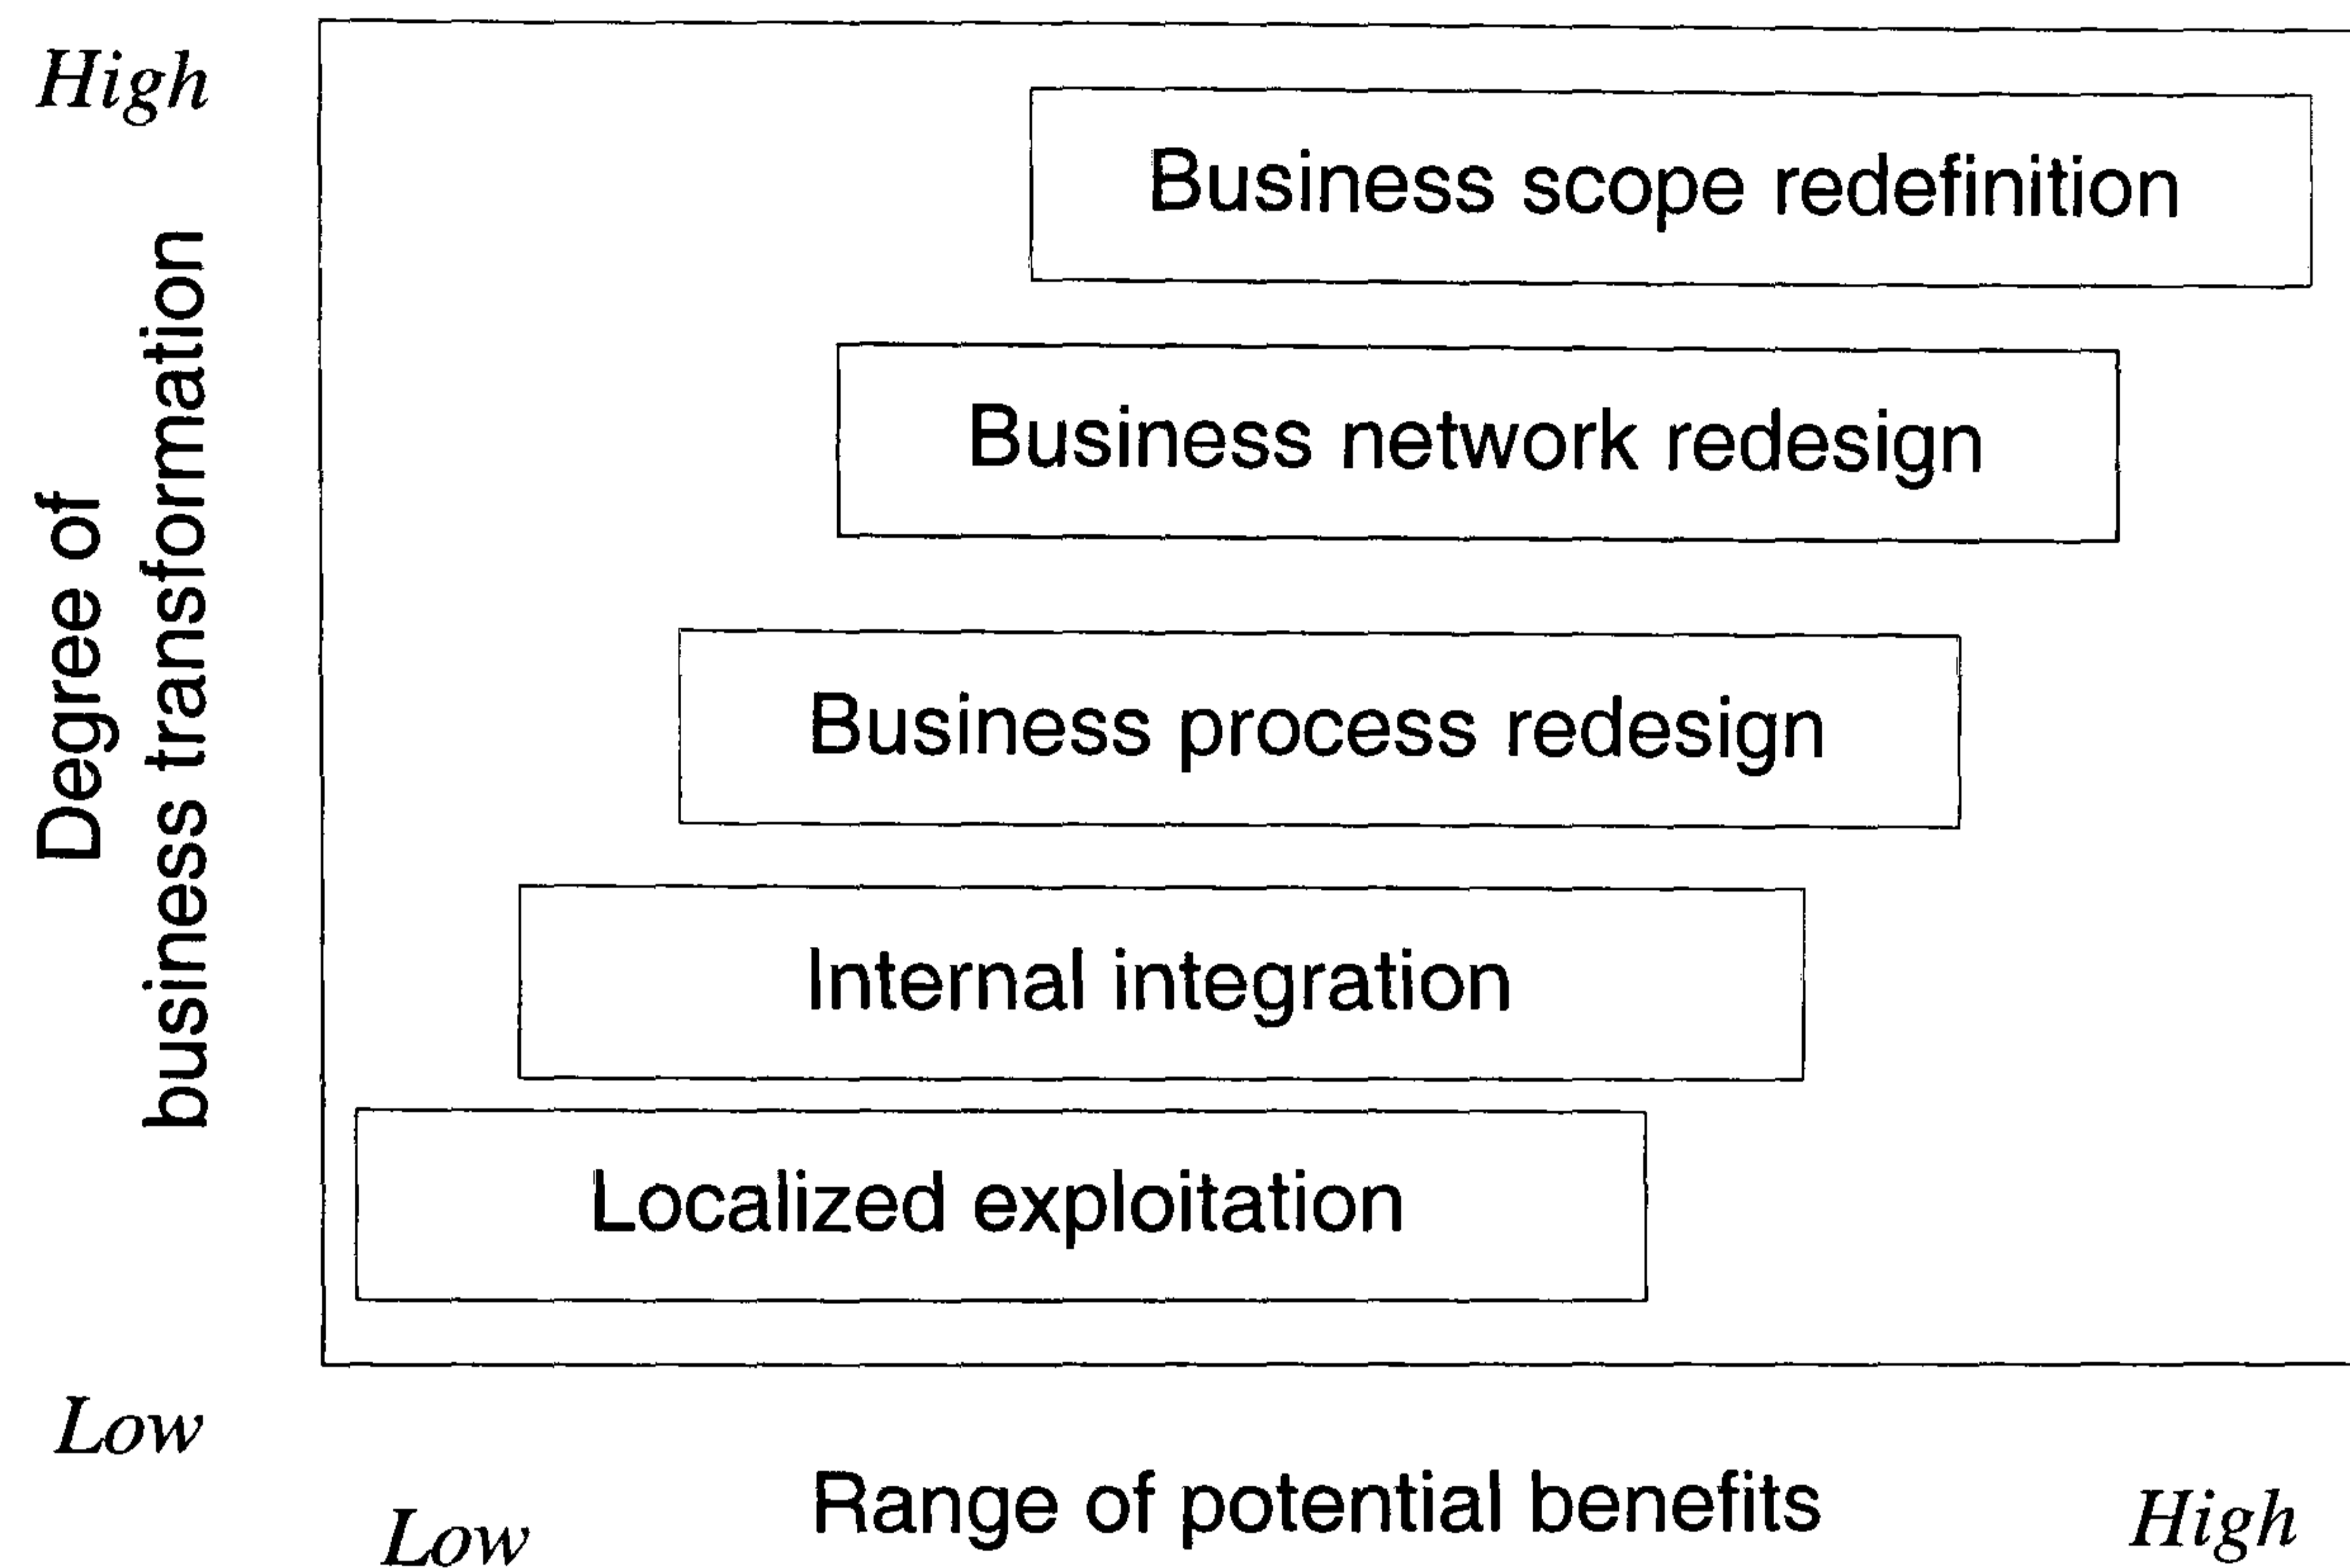 High
Business scope redefinition
Business network redesign
Degree of
business transformation
Business process redesign
Internal integration
Localized exploitation
Low
Range of potential benefits
Low
High